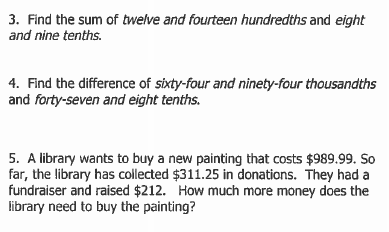 3. Find the sum of twelve and fourteen hundredths and eight
and nine tenths.
4. Find the difference of sixty-four and ninety-four thousandths
and forty-seven and eight tenths.
5. A library wants to buy a new painting that costs $989.99. So
far, the library has collected $311.25 in donations. They had a
fundraiser and raised $212. How much more money does the
library need to buy the painting?